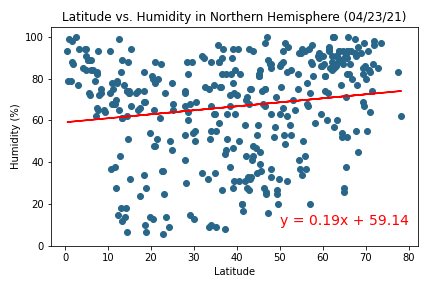 Latitude vs. Humidity in Northern Hemisphere (04/23/21)
Humidity (%)
100
80
60
40
20
0
y = 0.19x + 59.14
0 10 20 30 40 50 60 70 80
Latitude